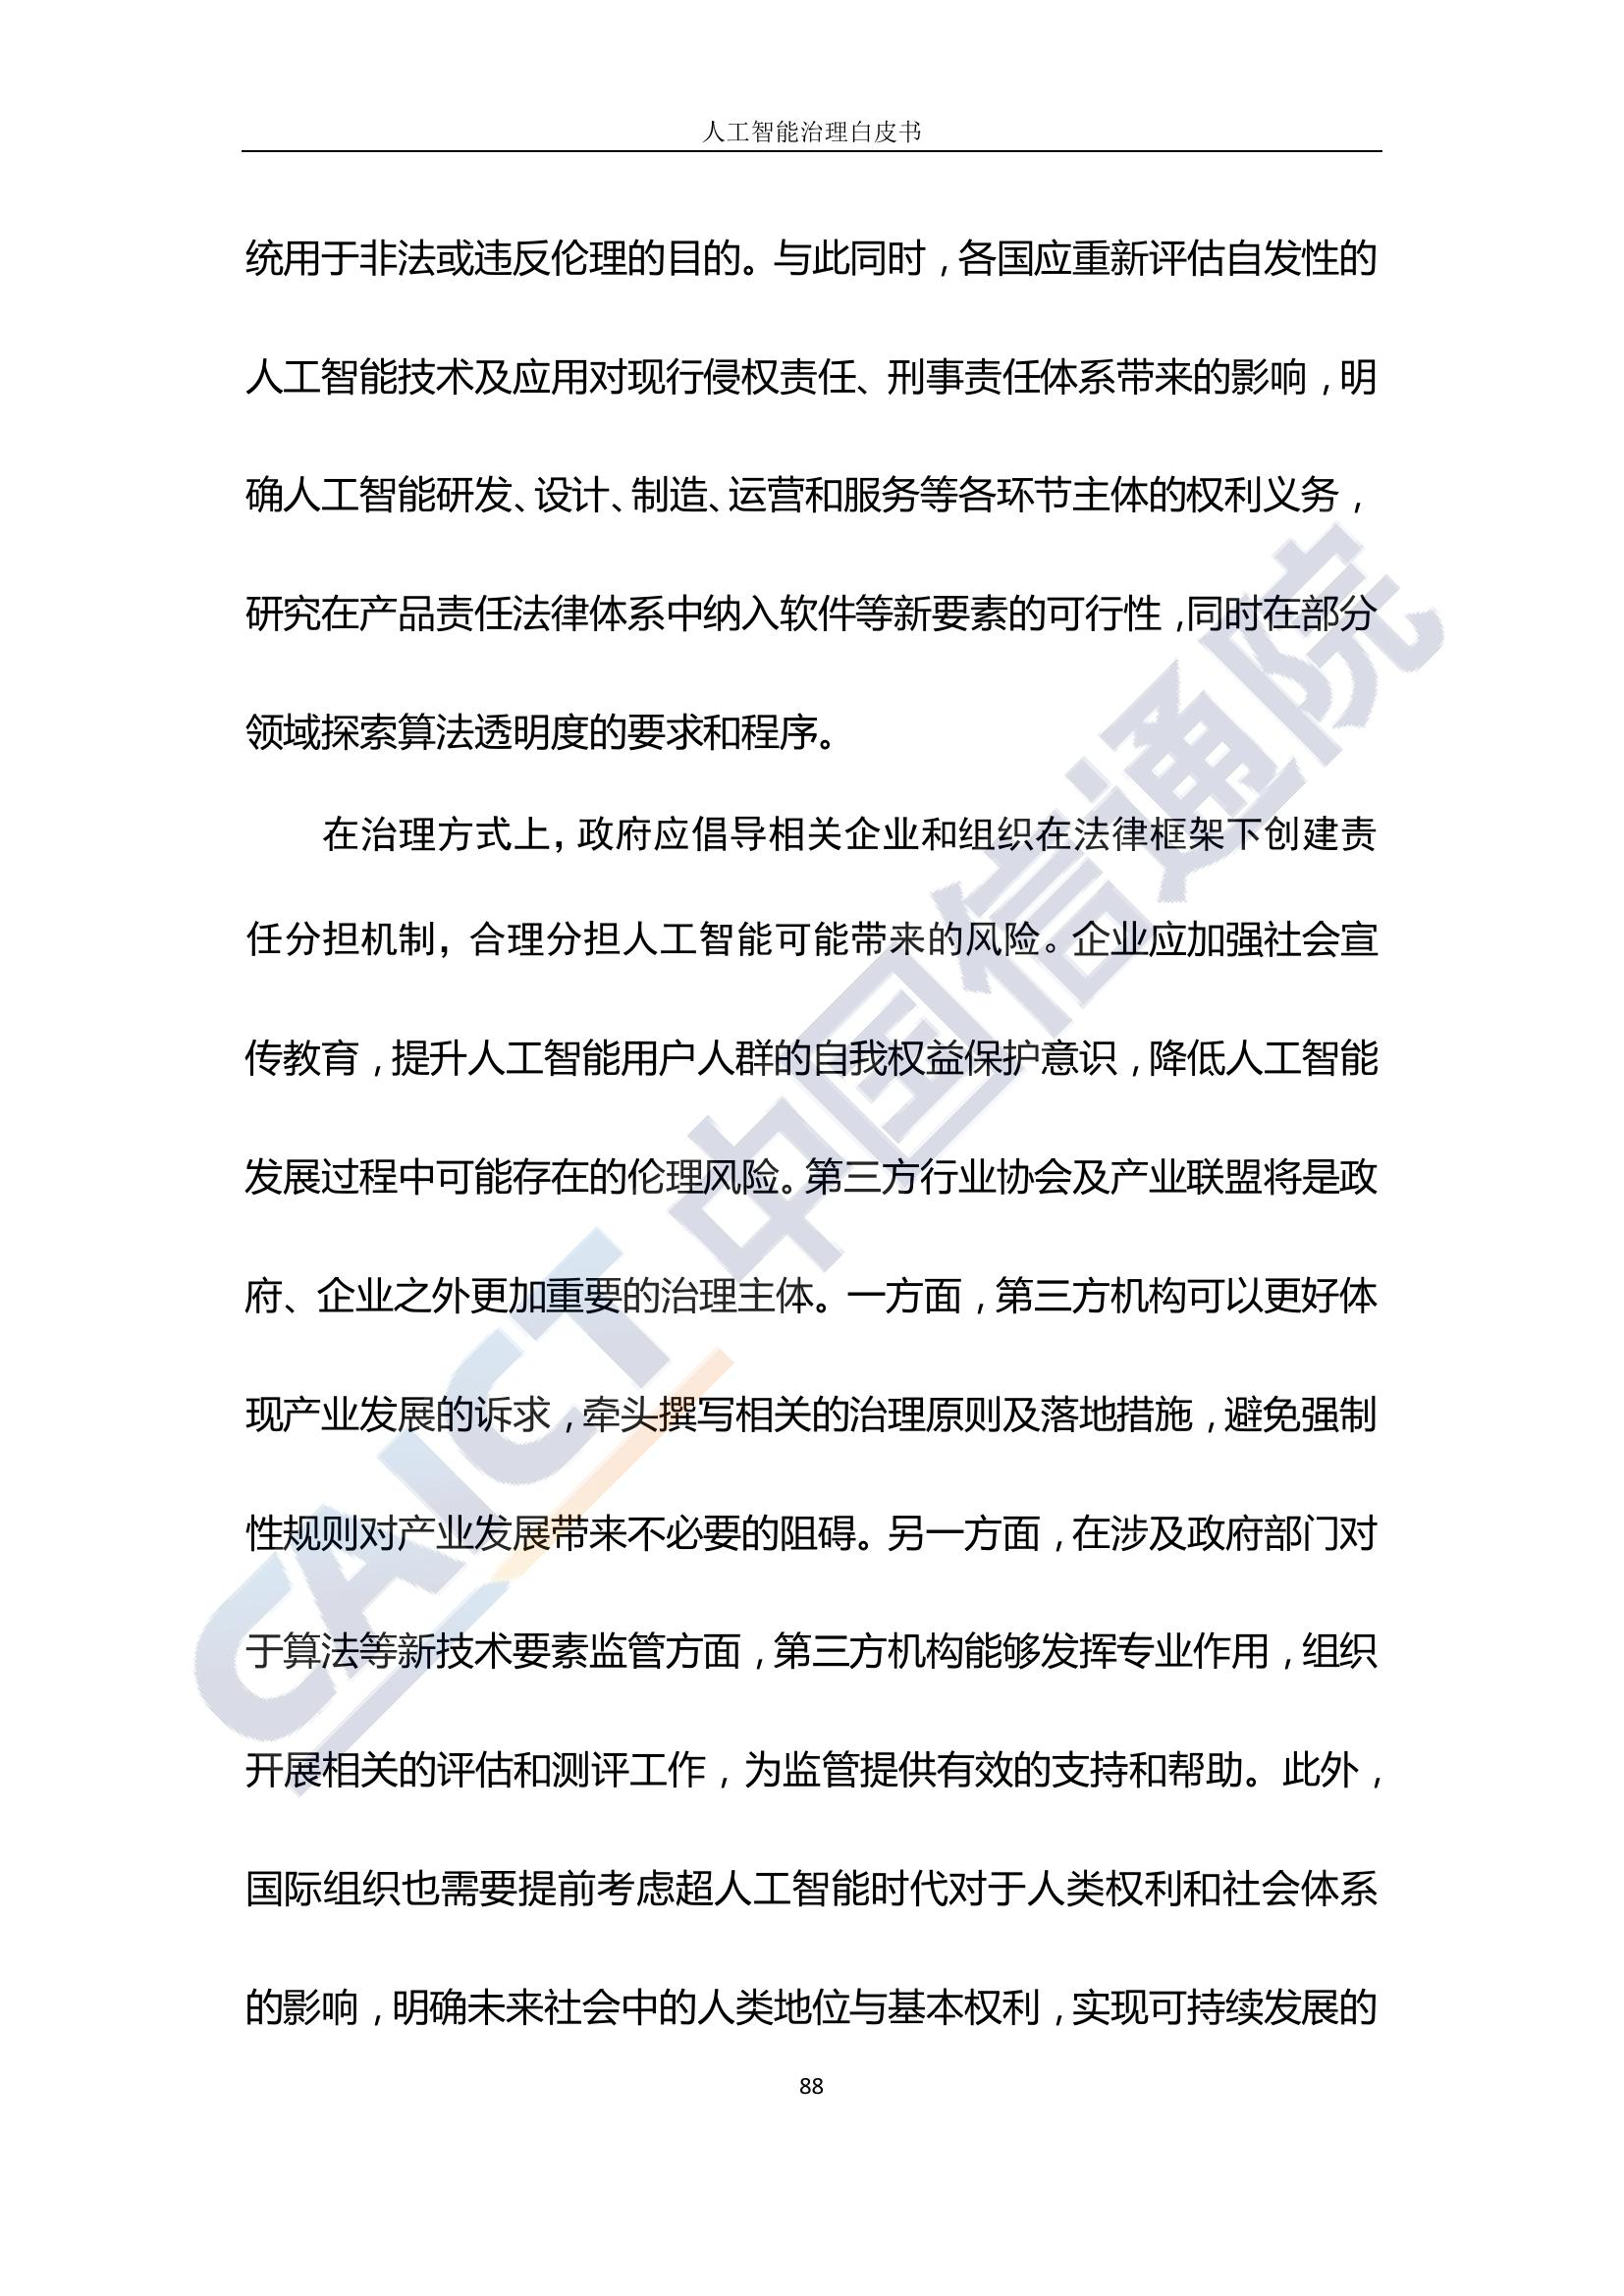 人工智能治理白皮书
统用于非法或违反伦理的目的。与此同时，各国应重新评估自发性的
人工智能技术及应用对现行侵权责任、刑事责任体系带来的影响，明
确人工智能研发、设计、制造、运营和服务等各环节主体的权利义务，
研究在产品责任法律体系中纳入软件等新要素的可行性，同时在部分
领域探索算法透明度的要求和程序。
在治理方式上，政府应倡导相关企业和组织在法律框架下创建责
任分担机制，合理分担人工智能可能带来的风险。企业应加强社会宣
传教育，提升人工智能用户人群的自我权益保护意识，降低人工智能
发展过程中可能存在的伦理风险。第三方行业协会及产业联盟将是政
府、企业之外更加重要的治理主体。一方面，第三方机构可以更好体
现产业发展的诉求，牵头撰写相关的治理原则及落地措施，避免强制
性规则对产业发展带来不必要的阻碍。另一方面，在涉及政府部门对
于算法等新技术要素监管方面，第三方机构能够发挥专业作用，组织
开展相关的评估和测评工作，为监管提供有效的支持和帮助。此外，
国际组织也需要提前考虑超人工智能时代对于人类权利和社会体系
的影响，明确未来社会中的人类地位与基本权利，实现可持续发展的
88
CAICT 中国信通院